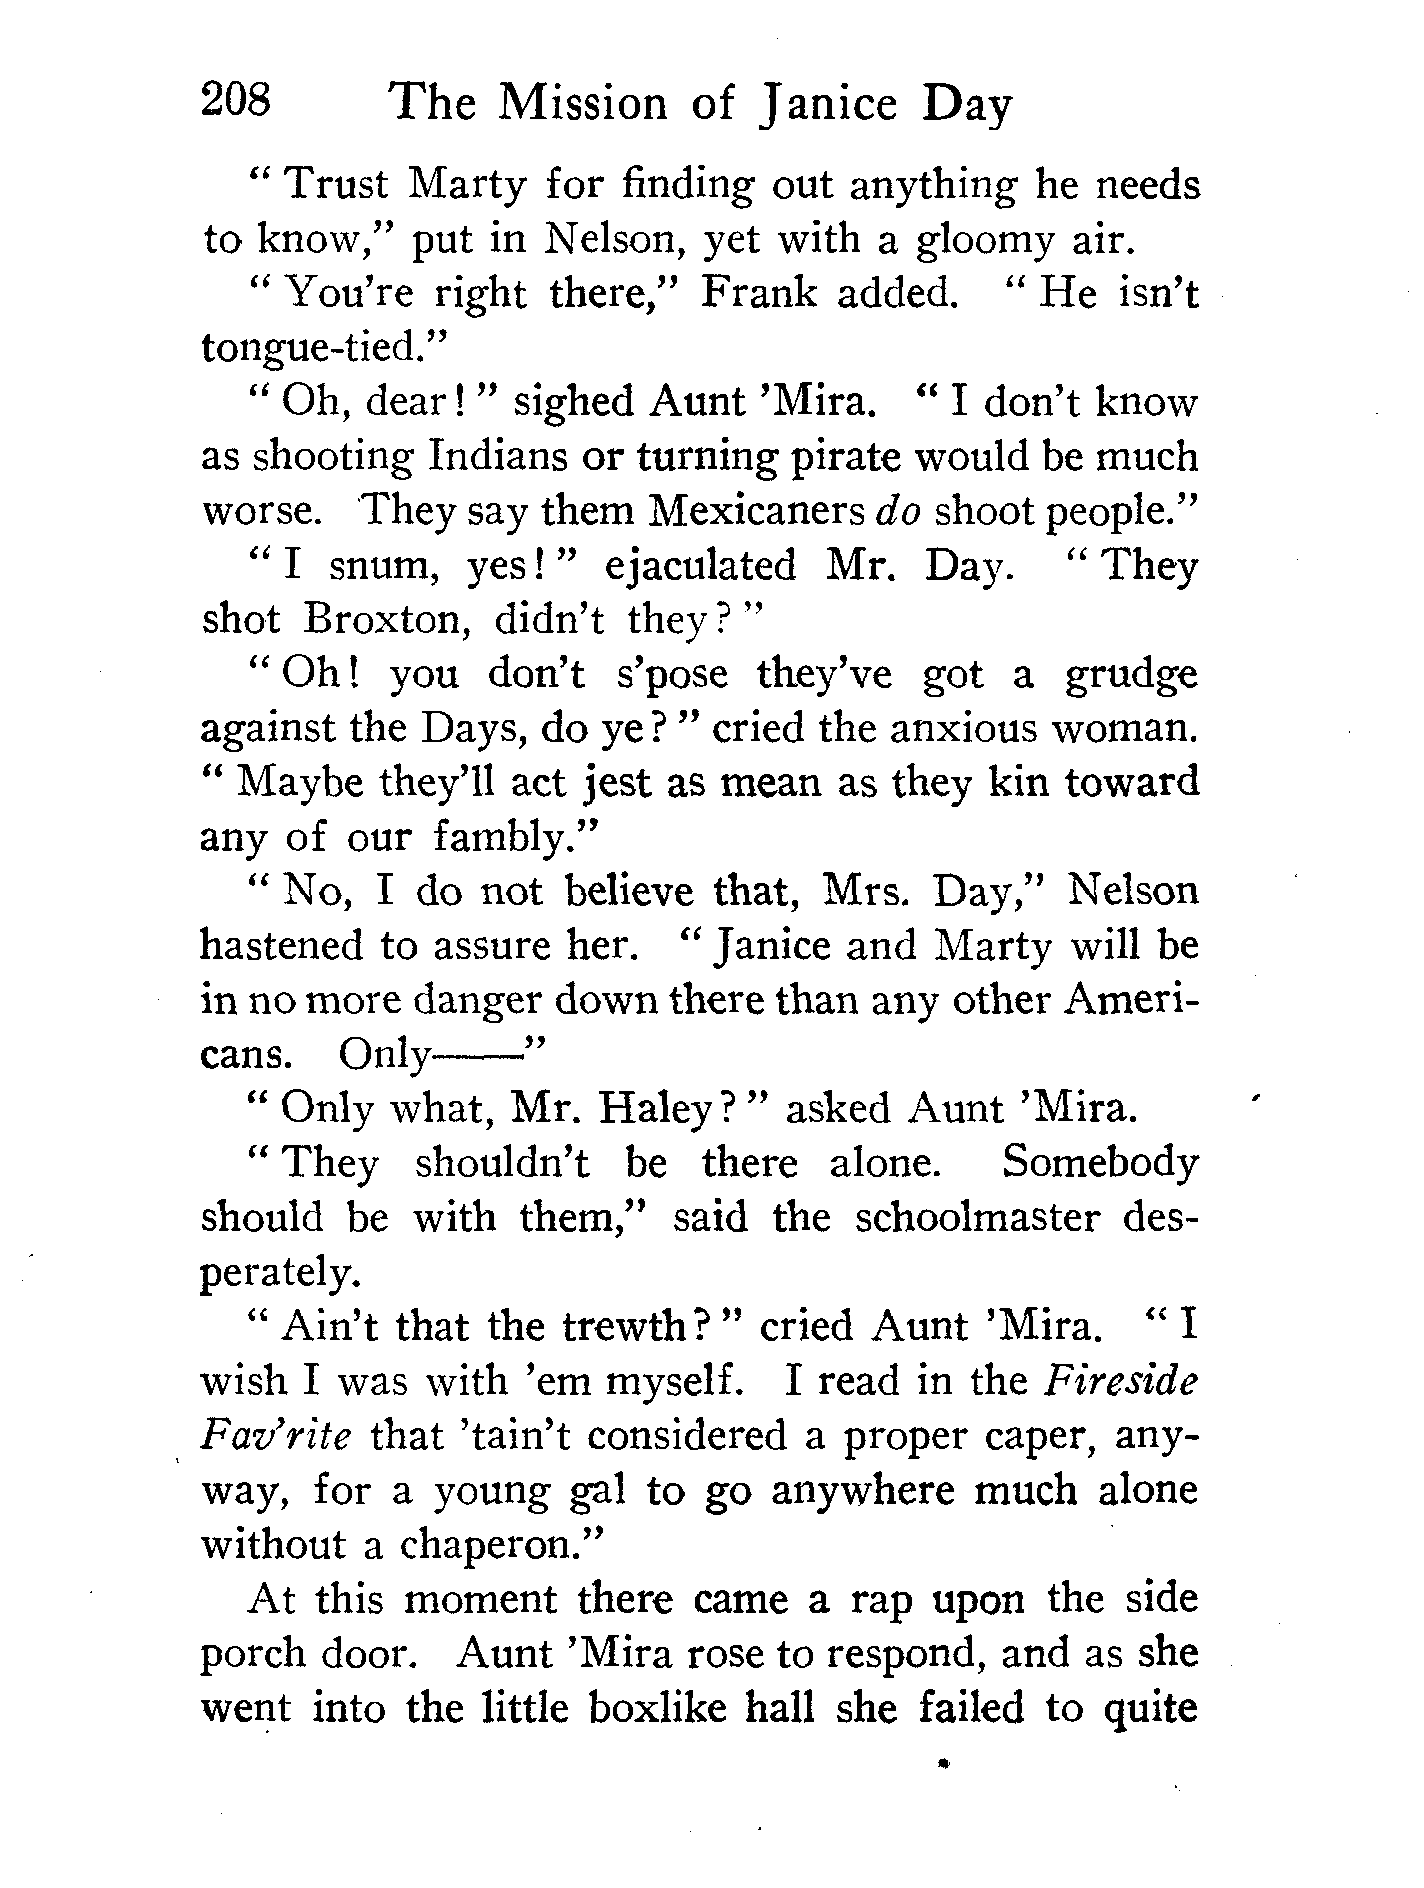 208 The Mission of Janice Day
" Trust Marty for finding out anything he needs
to know," put in Nelson, yet with a gloomy air.
" You're right there," Frank added. " He isn't
tongue-tied."
" Oh, dear! " sighed Aunt 'Mira. " I don't know
as shooting Indians or turning pirate would be much
worse. They say them Mexicaners do shoot people."
" I snum, yes! " ejaculated Mr. Day. " They
shot Broxton, didn't they? "
" Oh! you don't s'pose they've got a grudge
against the Days, do ye? " cried the anxious woman.
" Maybe they'll act jest as mean as they kin toward
any of our fambly."
" No, I do not believe that, Mrs. Day," Nelson
hastened to assure her. " Janice and Marty will be
in no more danger down there than any other Ameri-
cans. Only——"
" Only what, Mr. Haley? " asked Aunt 'Mira.
" They shouldn't be there alone. Somebody
should be with them," said the schoolmaster des-
perately.
" Ain't that the trewth? " cried Aunt 'Mira. " I
wish I was with 'em myself. I read in the Fireside
Fav'rite that 'tain't considered a proper caper, any-
way, for a young gal to go anywhere much alone
without a chaperon."
At this moment there came a rap upon the side
porch door. Aunt 'Mira rose to respond, and as she
went into the little boxlike hall she failed to quite